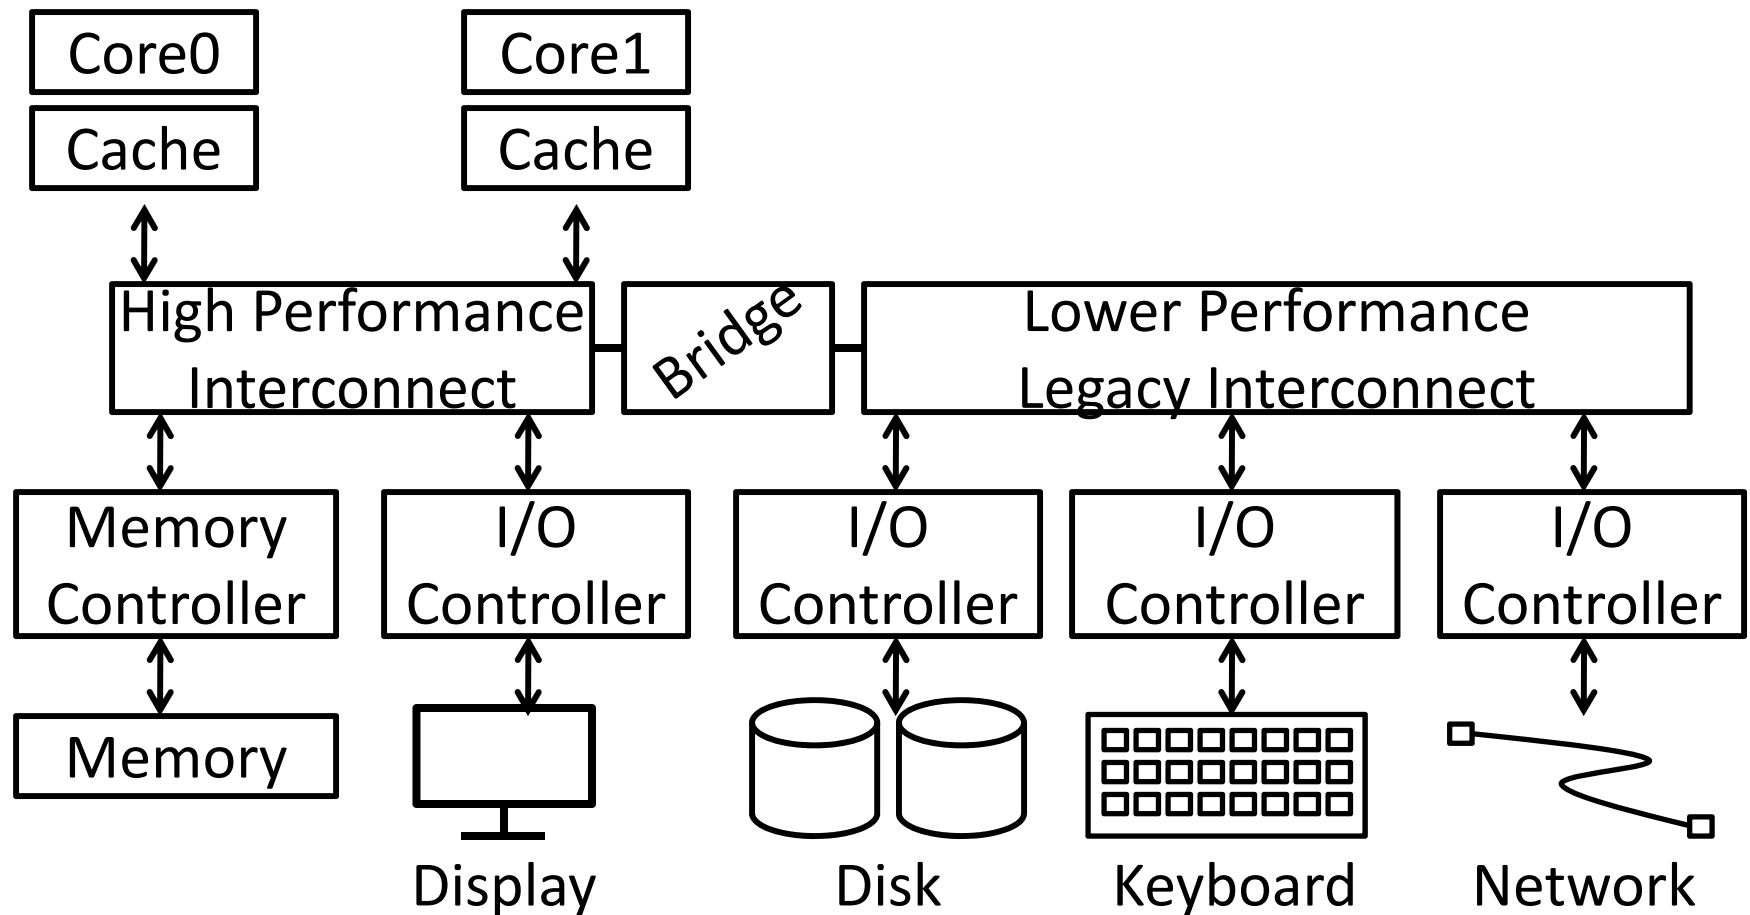 Core0
Core1
Cache
Cache
High Performance
Interconnect
Bridge
Lower Performance
Legacy Interconnect
Memory
Controller
I/O
Controller
I/O
Controller
I/O
Controller
I/O
Controller
Memory
Display
Disk
Keyboard
Network